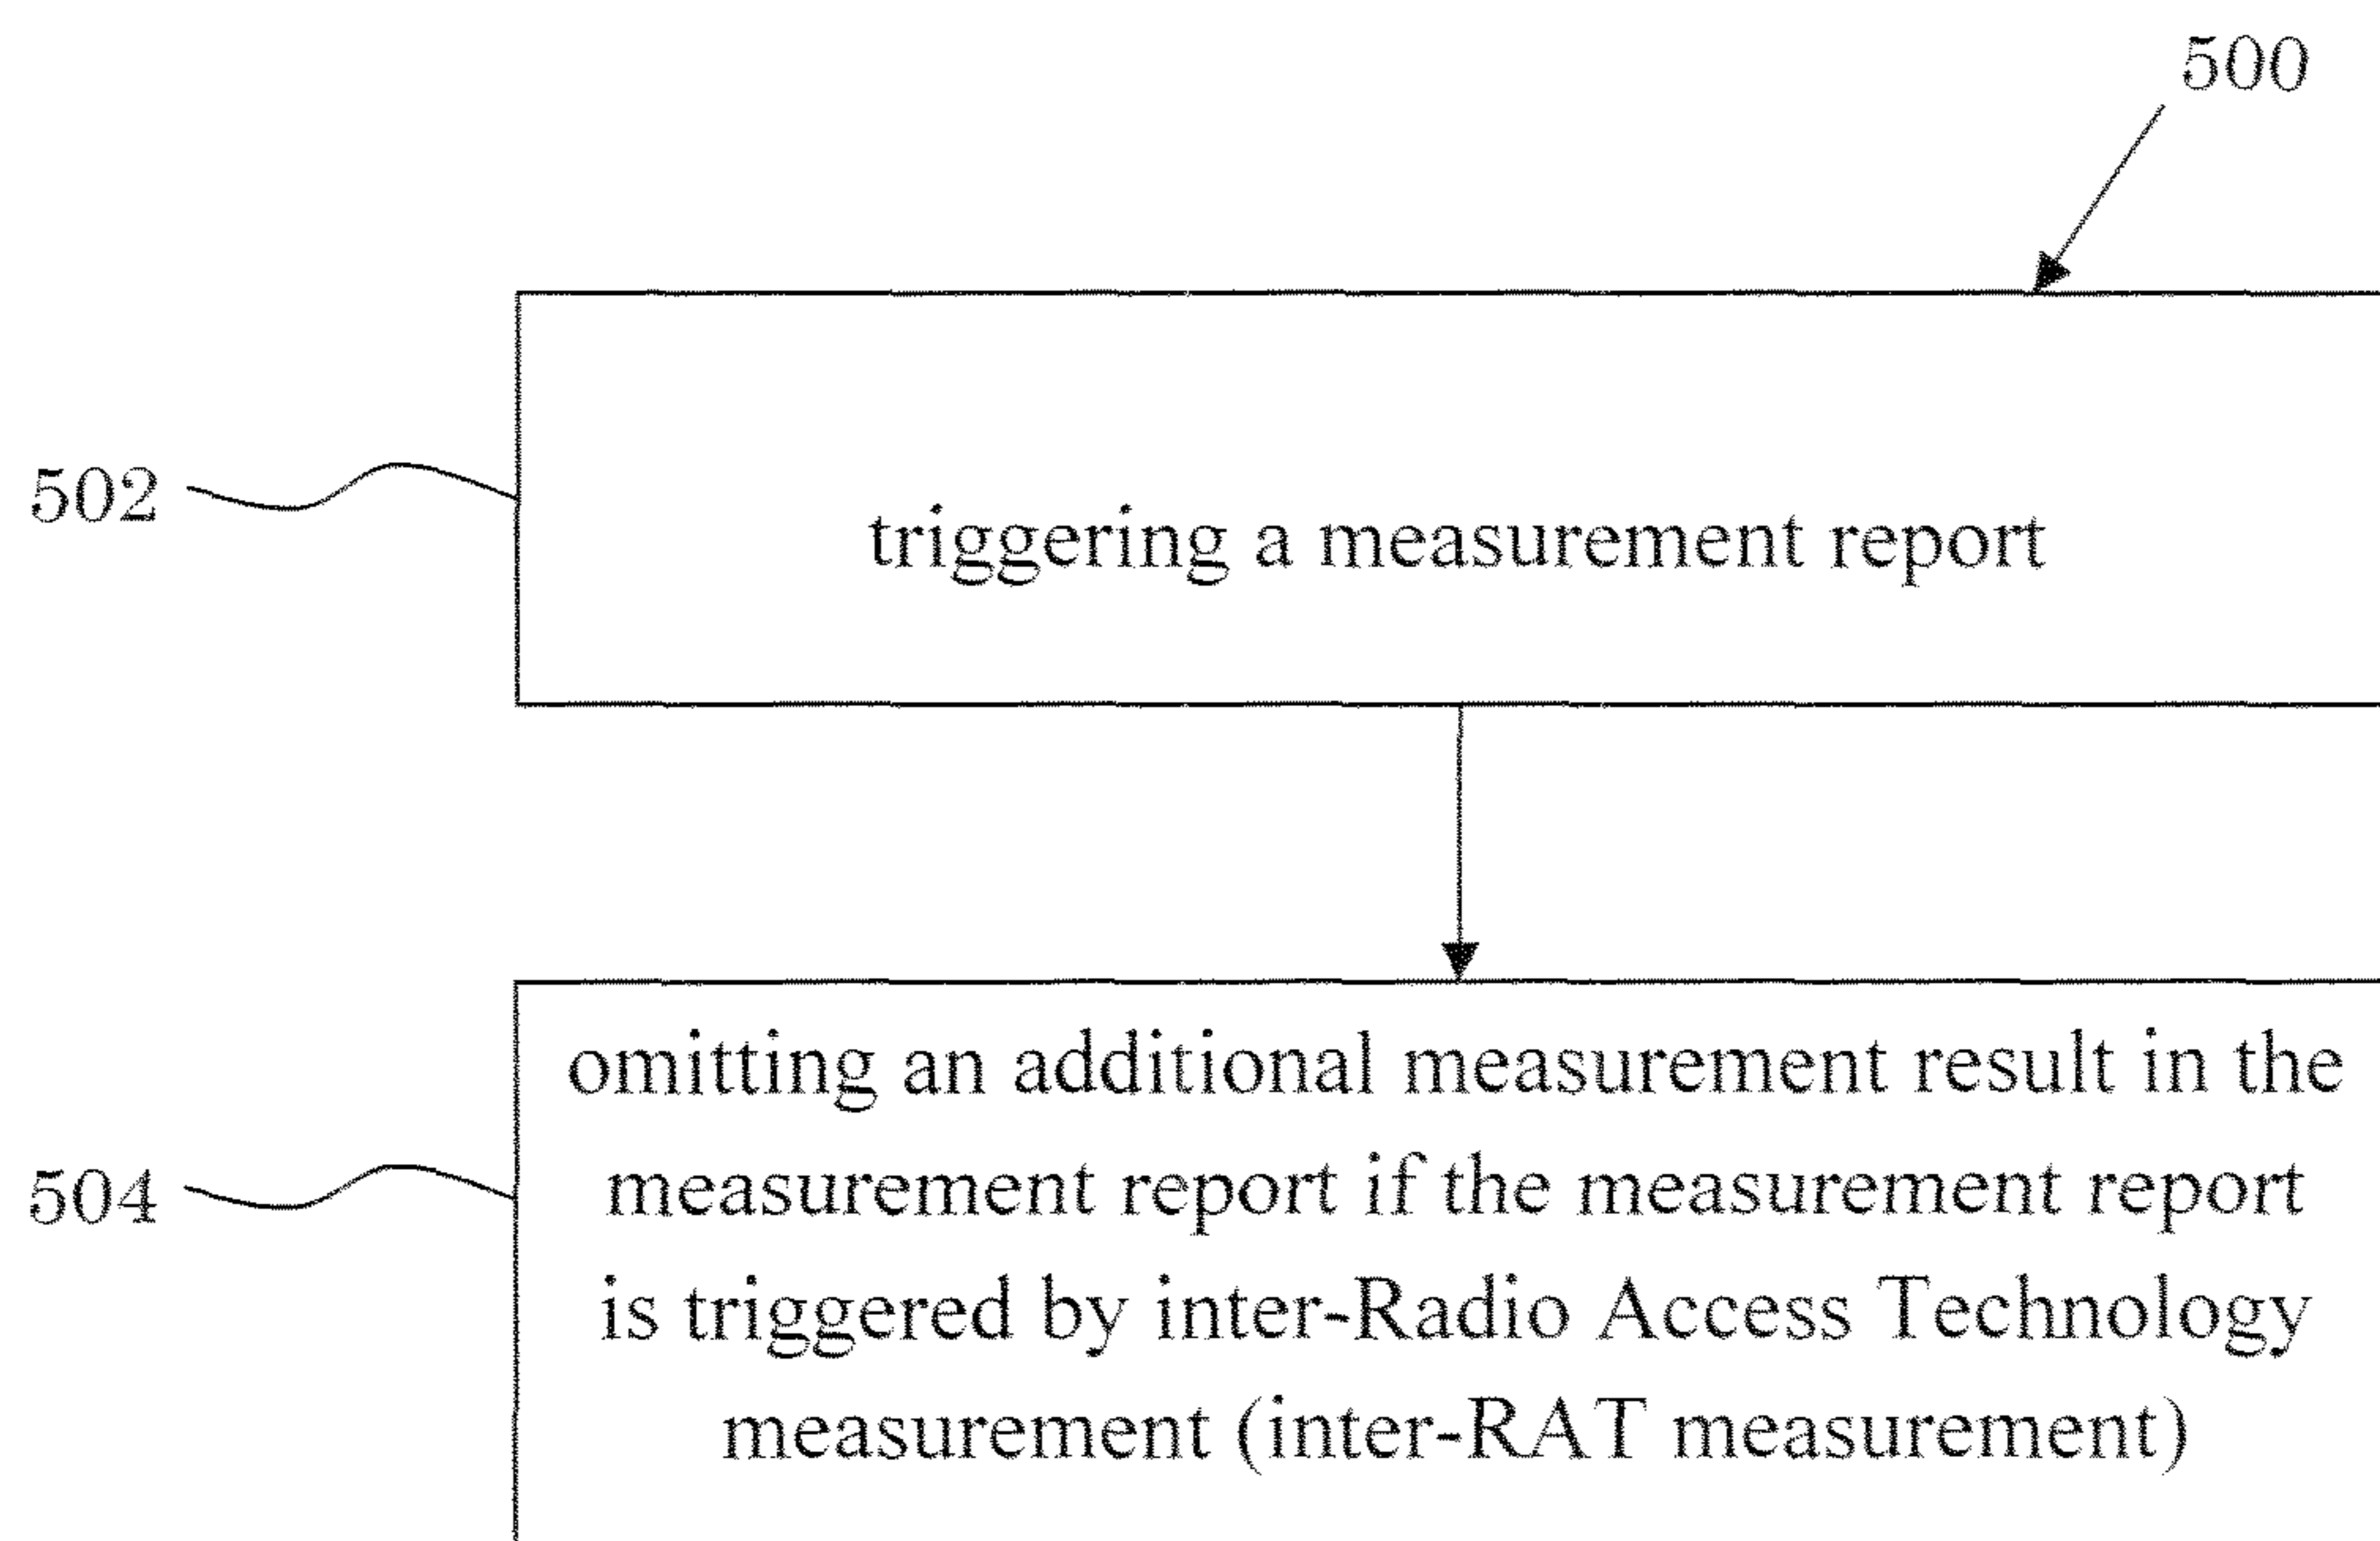 500
502
triggering a measurement report
omitting an additional measurement result in the
measurement report if the measurement report
504
is triggered by inter-Radio Access Technology
measurement (inter-RAT measurement)